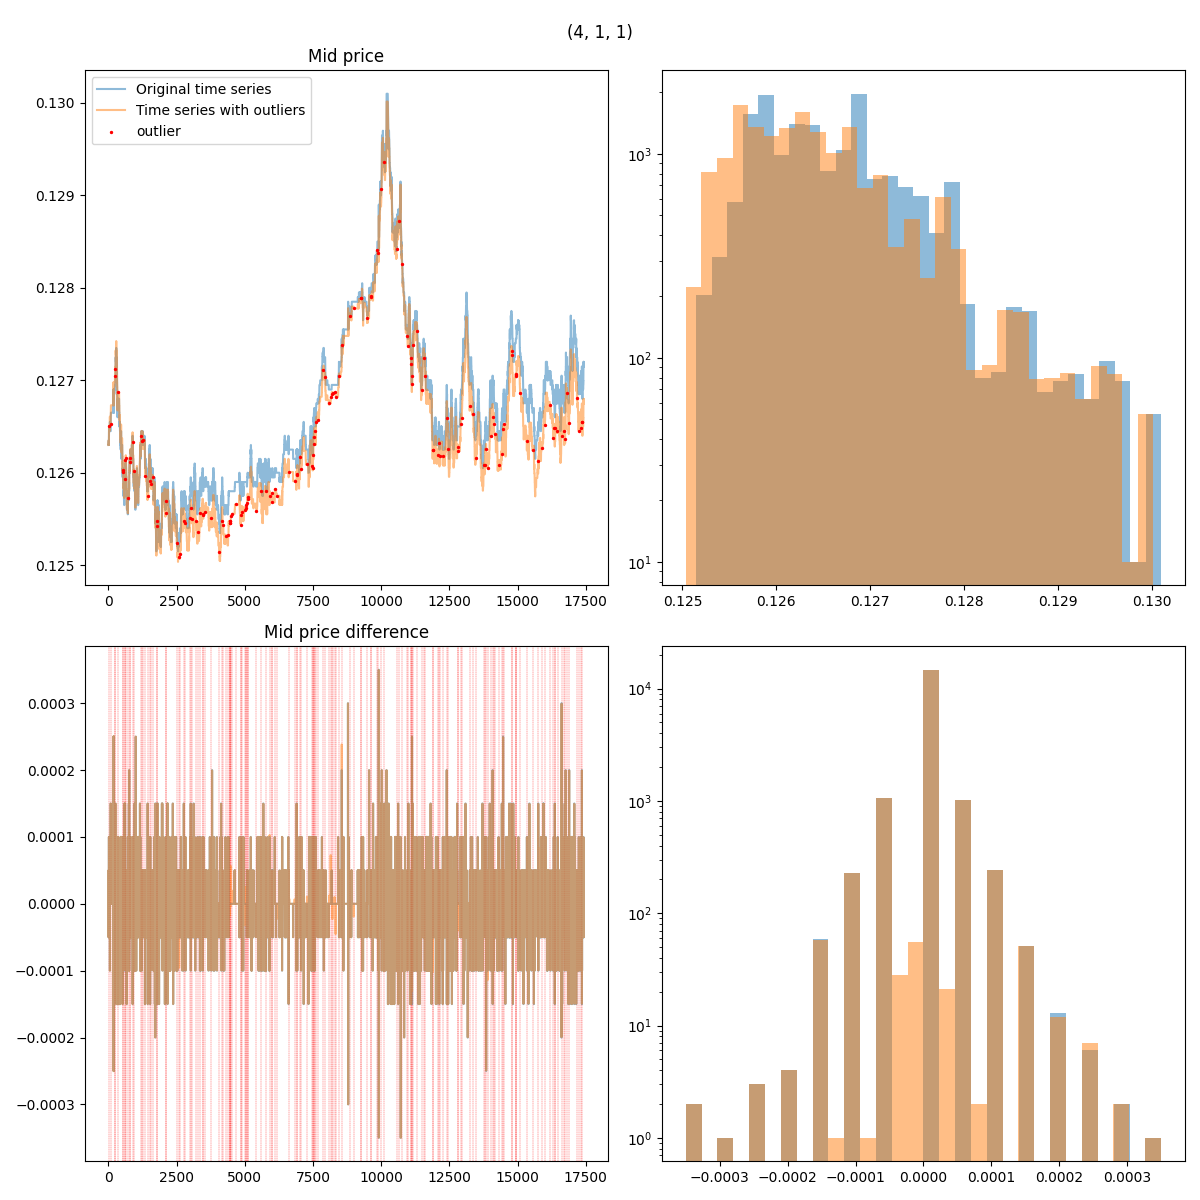 (4, 1, 1)
Mid price
Original time series
Time series with outliers
outlier
0.130
0.129
0.128
0.127
0.126
0.125
0 2500 5000 7500 10000 12500 15000 17500
10³
10²
10¹
0.125 0.126 0.127 0.128 0.129 0.130
Mid price difference
0.0003
0.0002
0.0001
0.0000
−0.0001
−0.0002
−0.0003
0 2500 5000 7500 10000 12500 15000 17500
10⁴
10³
10²
10¹
10⁰
−0.0003 −0.0002 −0.0001 0.0000 0.0001 0.0002 0.0003